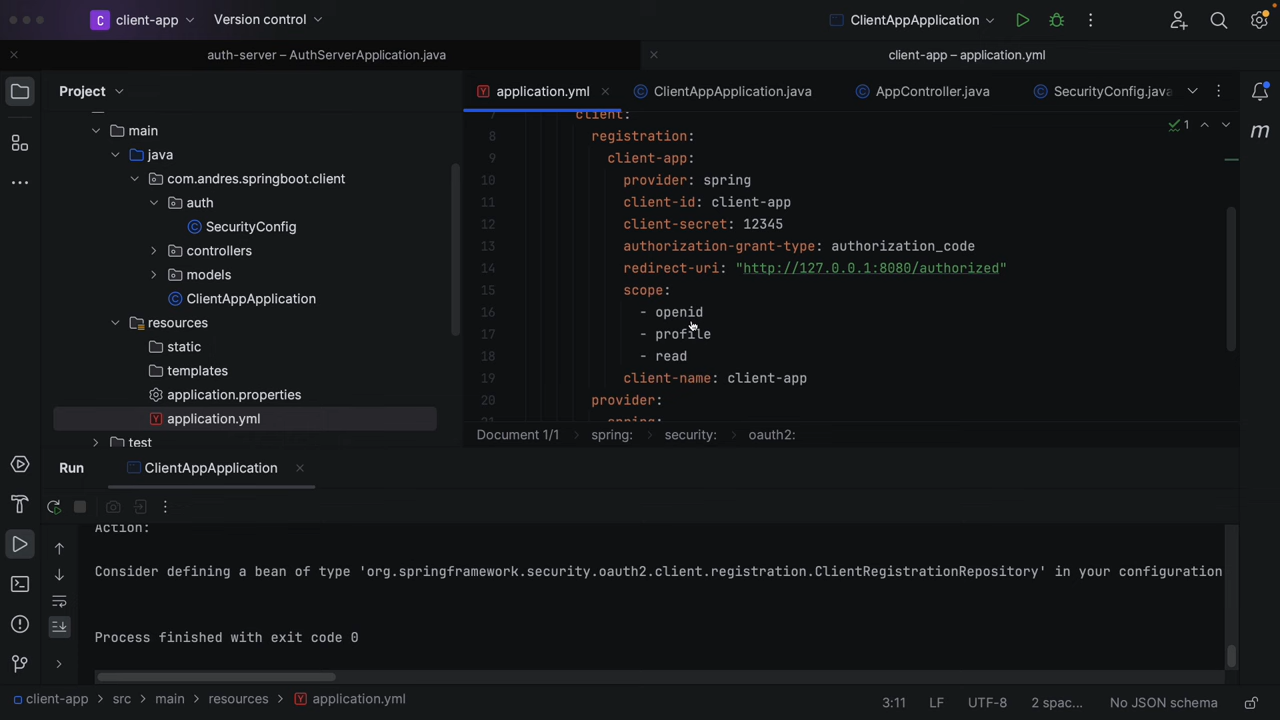 C client-app Version control ClientAppApplication
auth-server – AuthServerApplication.java client-app – application.yml
Project application.yml ClientAppApplication.java AppController.java SecurityConfig.java
main
java
com.andres.springboot.client
auth
SecurityConfig
controllers
models
ClientAppApplication
resources
static
templates
application.properties
application.yml
test
7 client:
8 registration:
9 client-app:
10 provider: spring
11 client-id: client-app
12 client-secret: 12345
13 authorization-grant-type: authorization_code
14 redirect-uri: "http://127.0.0.1:8080/authorized"
15 scope:
16 - openid
17 - profile
18 - read
19 client-name: client-app
20 provider:
21 spring:
1
Document 1/1 spring: security: oauth2:
Run ClientAppApplication
Action:
Consider defining a bean of type 'org.springframework.security.oauth2.client.registration.ClientRegistrationRepository' in your configuration
Process finished with exit code 0
client-app src main resources application.yml 3:11 LF UTF-8 2 spac... No JSON schema